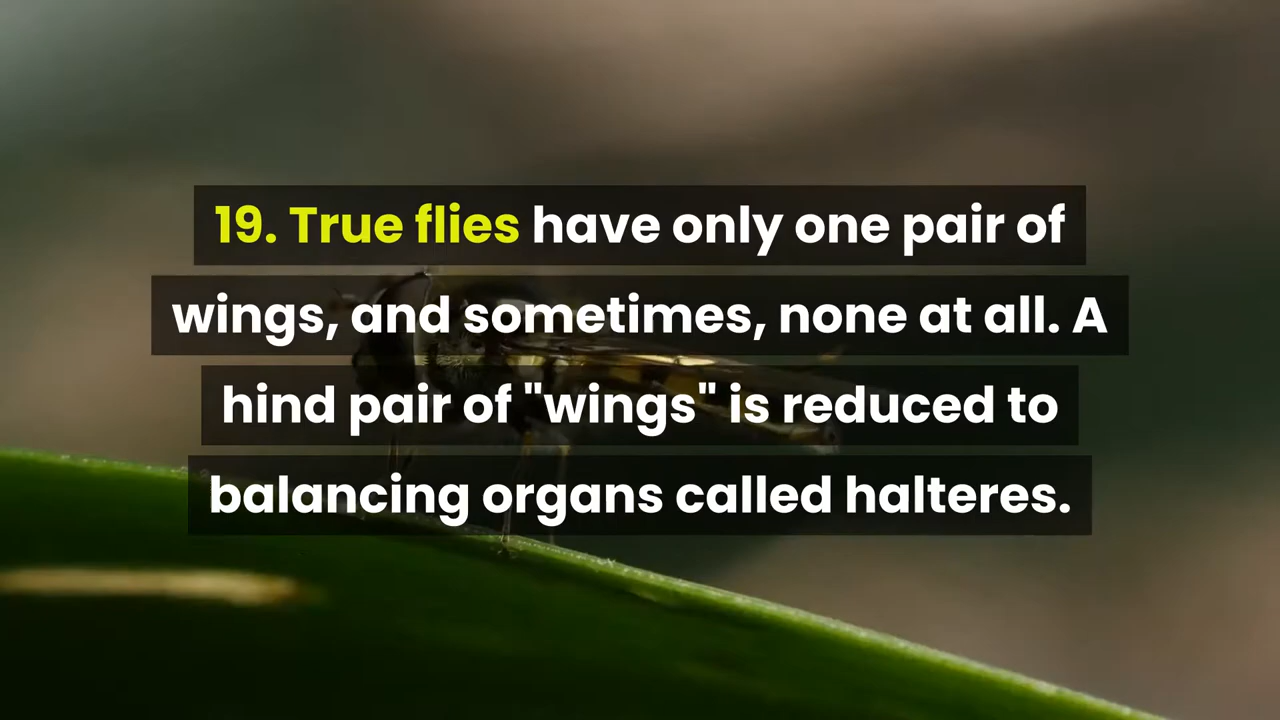 19. True flies have only one pair of
wings, and sometimes, none at all. A
hind pair of "wings" is reduced to
balancing organs called halteres.